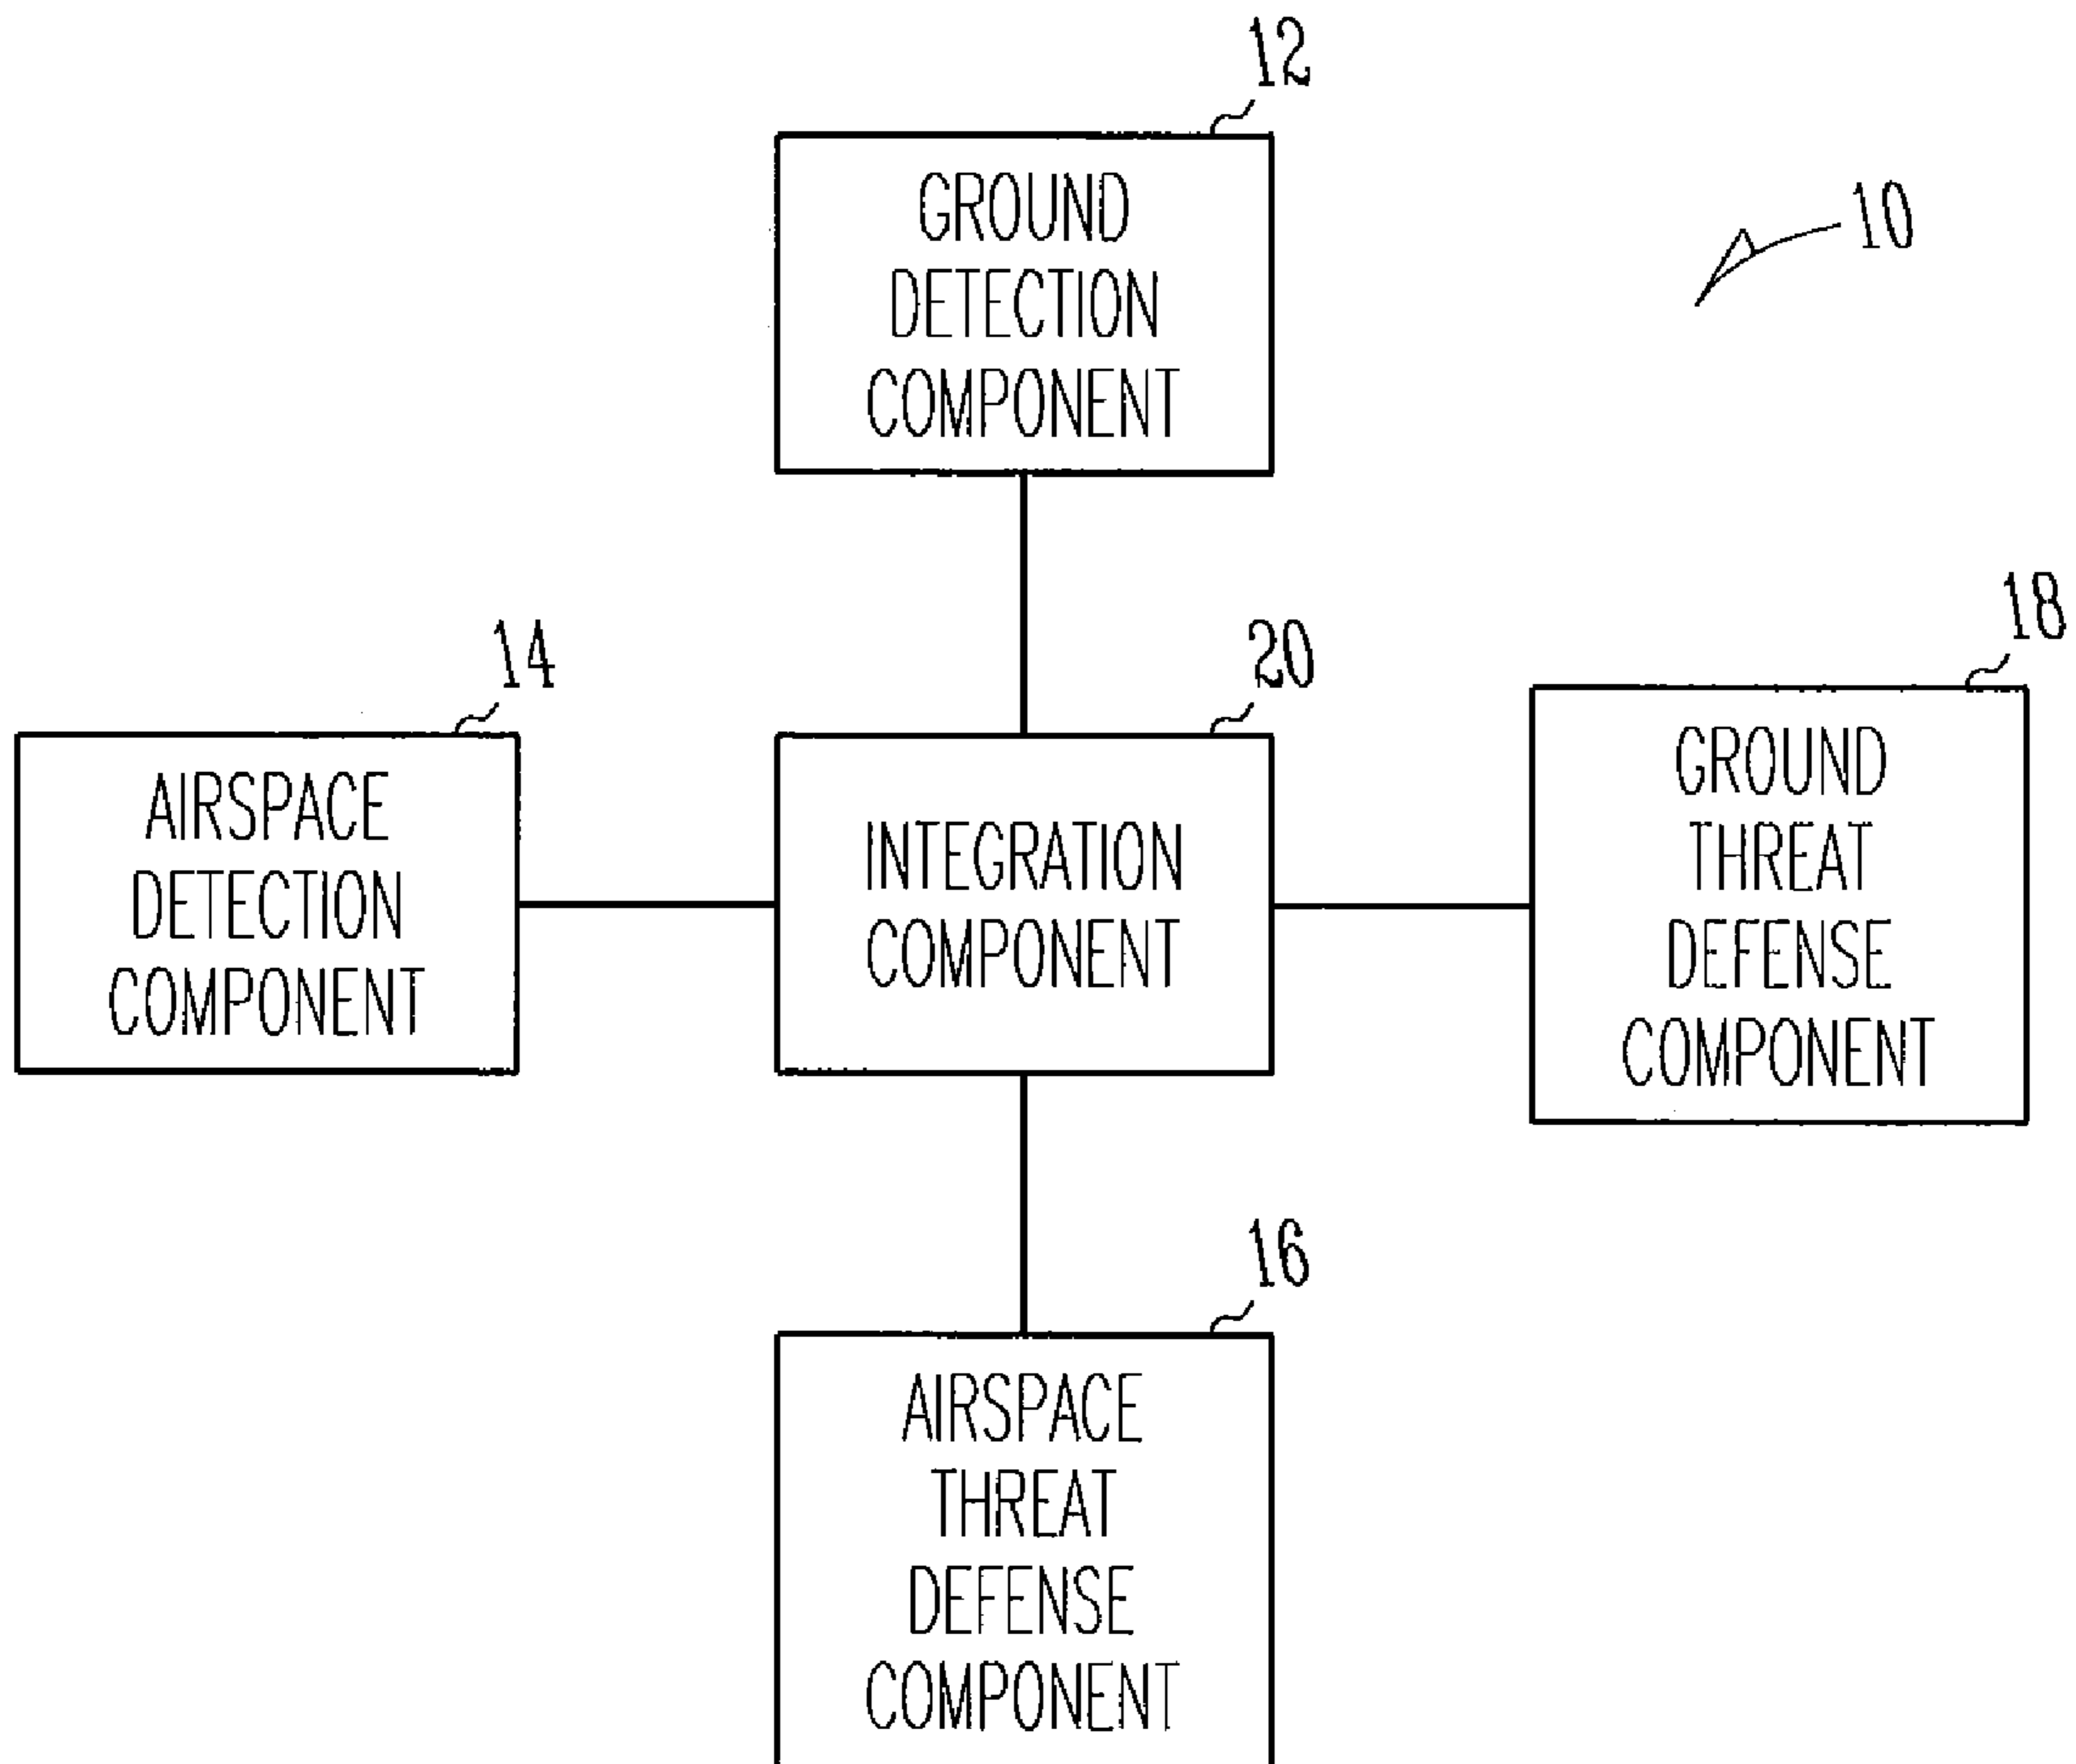 12
GROUND
DETECTION
COMPONENT
10
14
AIRSPACE
DETECTION
COMPONENT
20
INTEGRATION
COMPONENT
18
GROUND
THREAT
DEFENSE
COMPONENT
16
AIRSPACE
THREAT
DEFENSE
COMPONENT